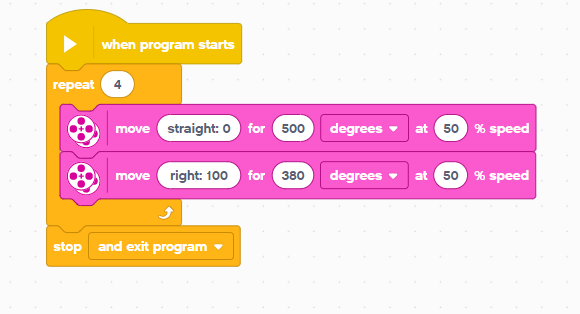 when program starts
repeat 4
move straight: 0 for 500 degrees at 50 % speed
move right: 100 for 380 degrees at 50 % speed
stop and exit program